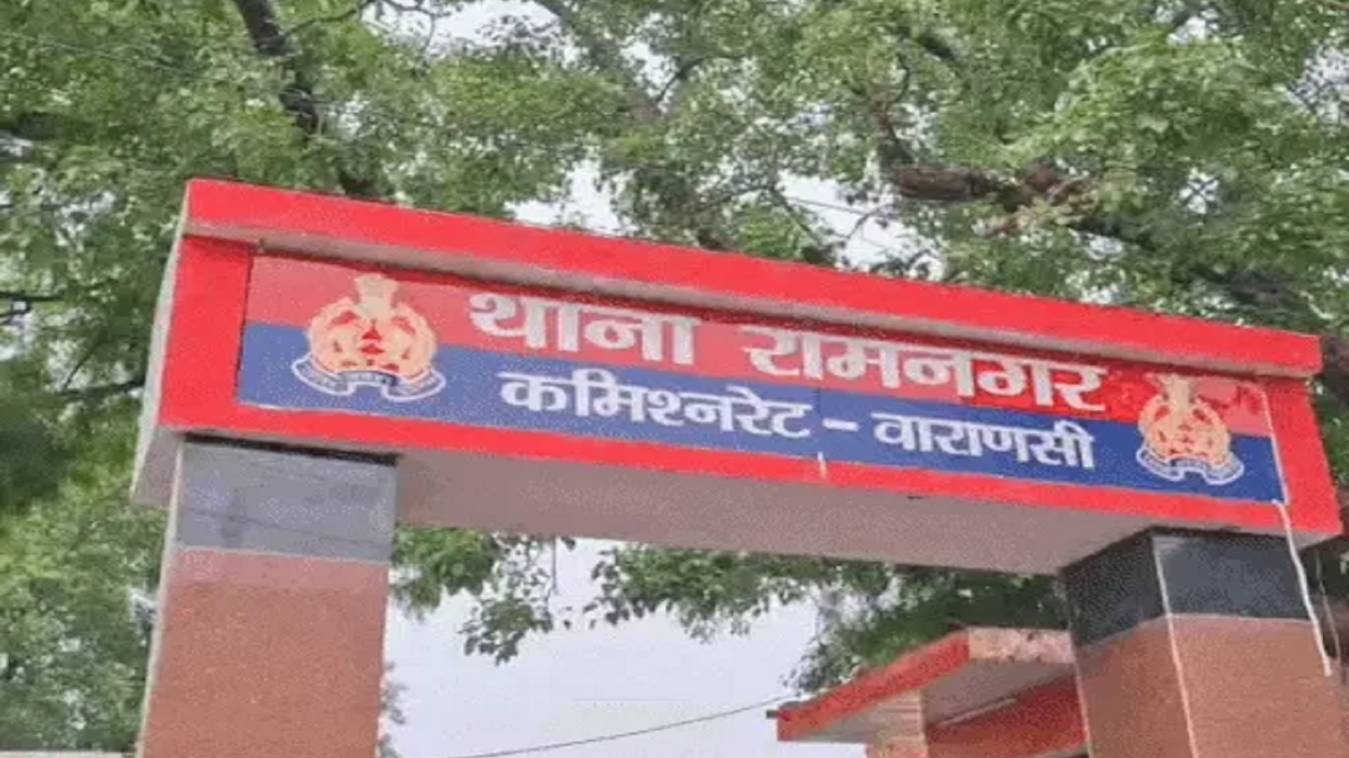 थाना रामनगर
कमिश्नरेट - वाराणसी